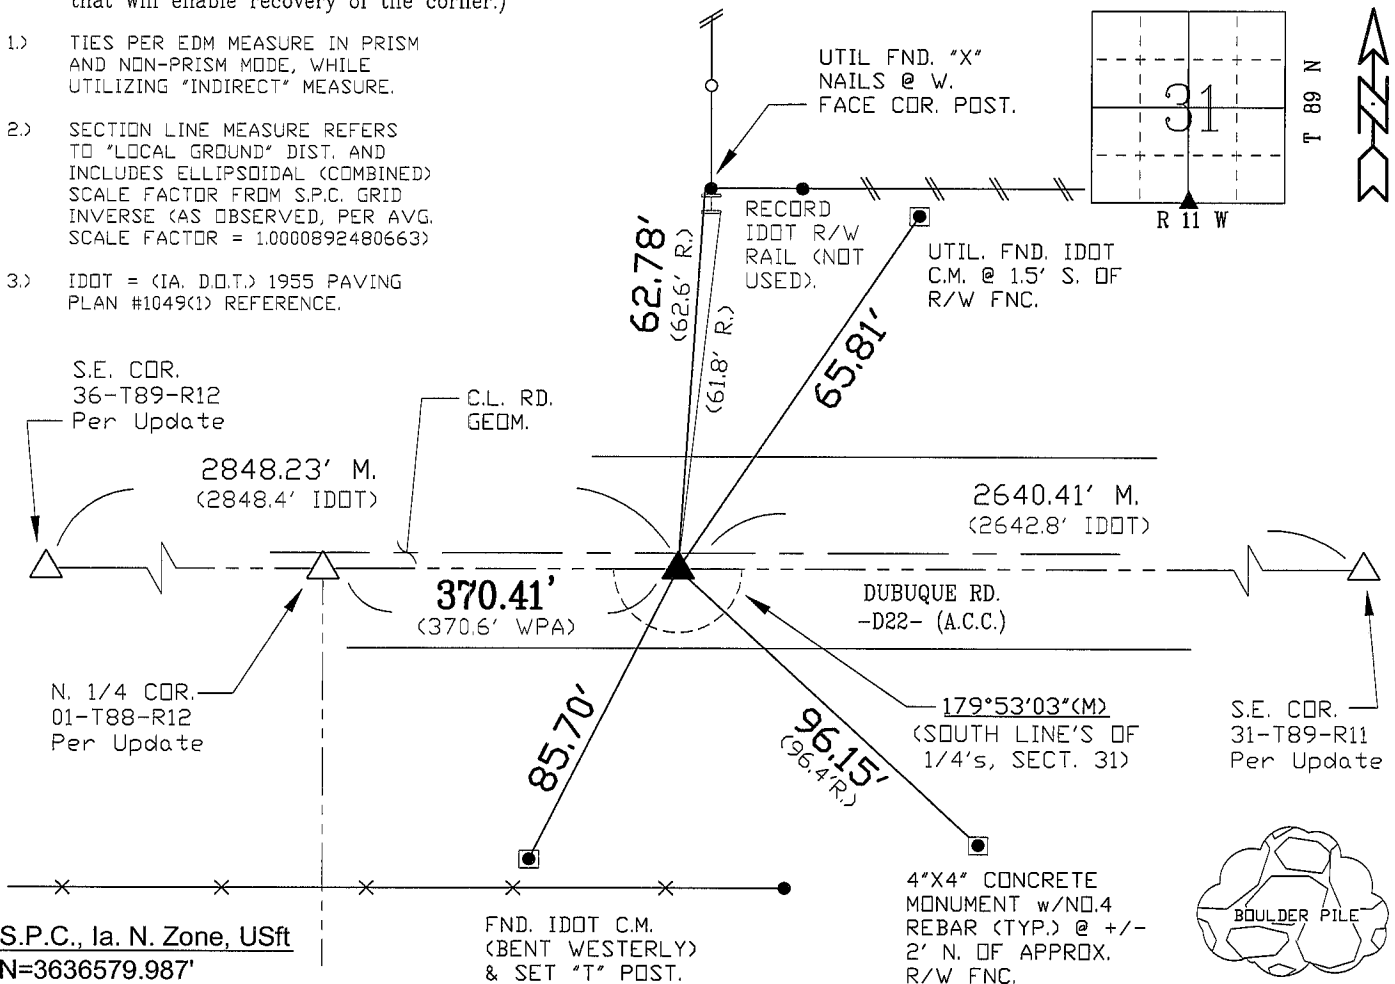 that will enable recovery of the corner.)
1.) TIES PER EDM MEASURE IN PRISM
AND NON-PRISM MODE, WHILE
UTILIZING "INDIRECT" MEASURE.
2.) SECTION LINE MEASURE REFERS
TO "LOCAL GROUND" DIST. AND
INCLUDES ELLIPSOIDAL (COMBINED)
SCALE FACTOR FROM S.P.C. GRID
INVERSE (AS OBSERVED, PER AVG.
SCALE FACTOR = 1.0000892480663)
3.) IDOT = (IA. D.O.T.) 1955 PAVING
PLAN #1049(1) REFERENCE.
UTIL FND. "X"
NAILS @ W.
FACE COR. POST.
31
T 89 N
R 11 W
N
RECORD
IDOT R/W
RAIL (NOT
USED).
UTIL. FND. IDOT
C.M. @ 1.5' S. OF
R/W FNC.
62.78'
(62.6' R.)
(61.8' R.)
65.81'
S.E. COR.
36-T89-R12
Per Update
C.L. RD.
GEOM.
2848.23' M.
(2848.4' IDOT)
2640.41' M.
(2642.8' IDOT)
370.41'
(370.6' WPA)
DUBUQUE RD.
-D22- (A.C.C.)
N. 1/4 COR.
01-T88-R12
Per Update
85.70'
96.15'
(96.4'R.)
179°53'03"(M)
(SOUTH LINE'S OF
1/4's, SECT. 31)
S.E. COR.
31-T89-R11
Per Update
FND. IDOT C.M.
(BENT WESTERLY)
& SET "T" POST.
4"X4" CONCRETE
MONUMENT w/NO.4
REBAR (TYP.) @ +/-
2' N. OF APPROX.
R/W FNC.
BOULDER PILE
S.P.C., Ia. N. Zone, USft
N=3636579.987'